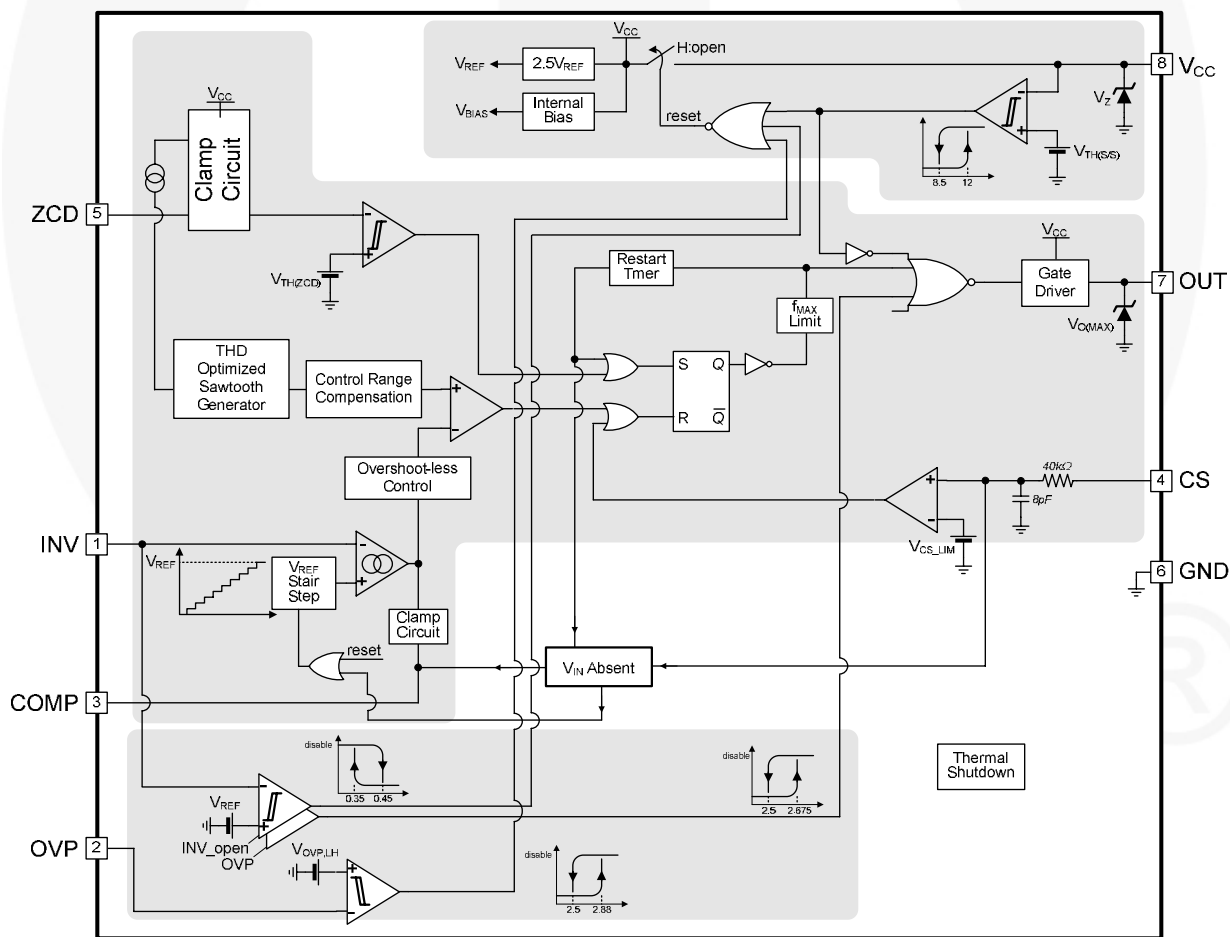 VCC
H:open
VREF
2.5VREF
8
VCC
VBIAS
Internal
Bias
reset
VZ
VTH(S/S)
8.5
12
VCC
Clamp
Circuit
ZCD
5
VTH(ZCD)
Restart
Tmer
VCC
Gate
Driver
7
OUT
VO(MAX)
fMAX
Limit
THD
Optimized
Sawtooth
Generator
Control Range
Compensation
S
Q
R
Q
Overshoot-less
Control
40kΩ
4
CS
8pF
VCS_LIM
INV
1
VREF
VREF
Stair
Step
Clamp
Circuit
6
GND
reset
VIN Absent
COMP
3
disable
0.35
0.45
disable
2.5
2.675
Thermal
Shutdown
VREF
INV_open
OVP
OVP
2
VOVP,LH
disable
2.5
2.88